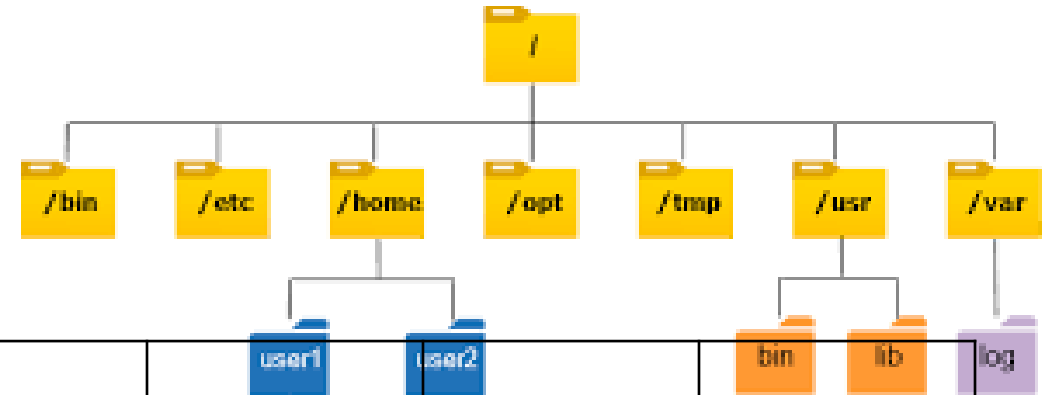 /
/bin /etc /home /opt /tmp /usr /var
user1 user2 bin lib log